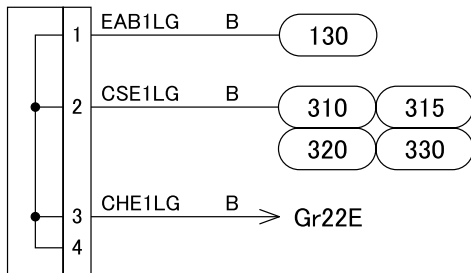 1 EAB1LG B 130
2 CSE1LG B 310 315
320 330
3 CHE1LG B Gr22E
4